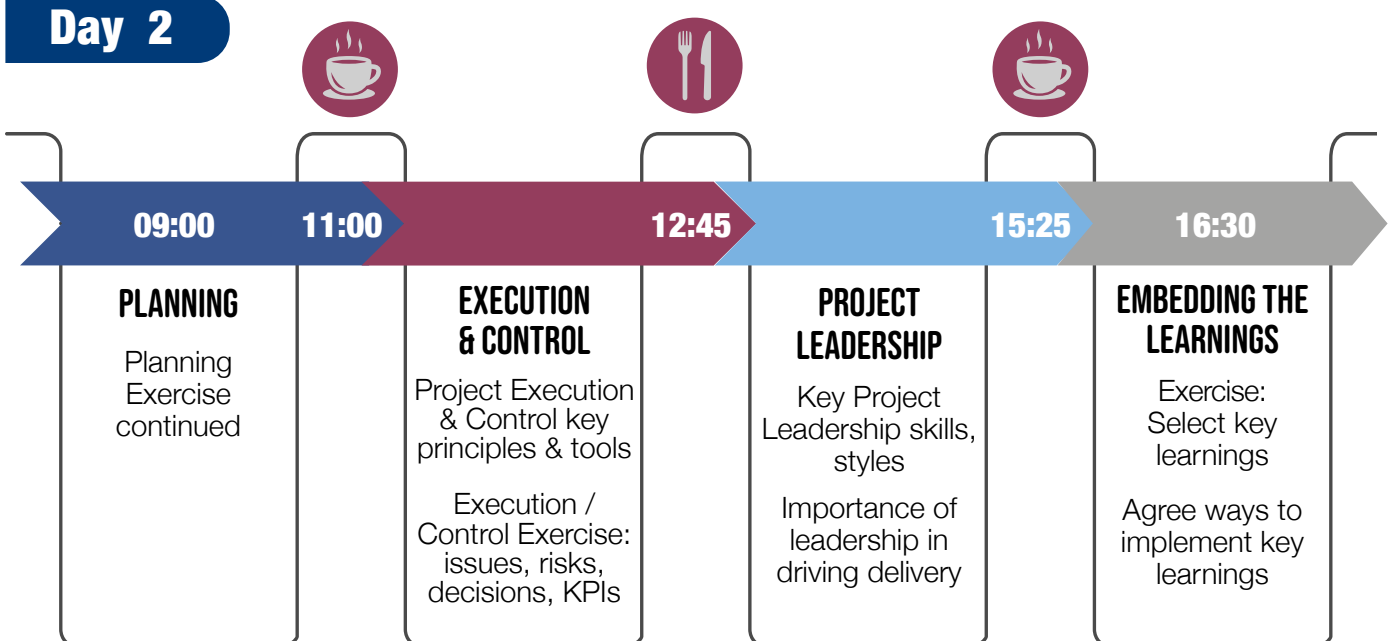 Day 2
09:00
11:00
12:45
15:25
16:30
PLANNING
Planning
Exercise
continued
EXECUTION
& CONTROL
Project Execution
& Control key
principles & tools
Execution /
Control Exercise:
issues, risks,
decisions, KPIs
PROJECT
LEADERSHIP
Key Project
Leadership skills,
styles
Importance of
leadership in
driving delivery
EMBEDDING THE
LEARNINGS
Exercise:
Select key
learnings
Agree ways to
implement key
learnings